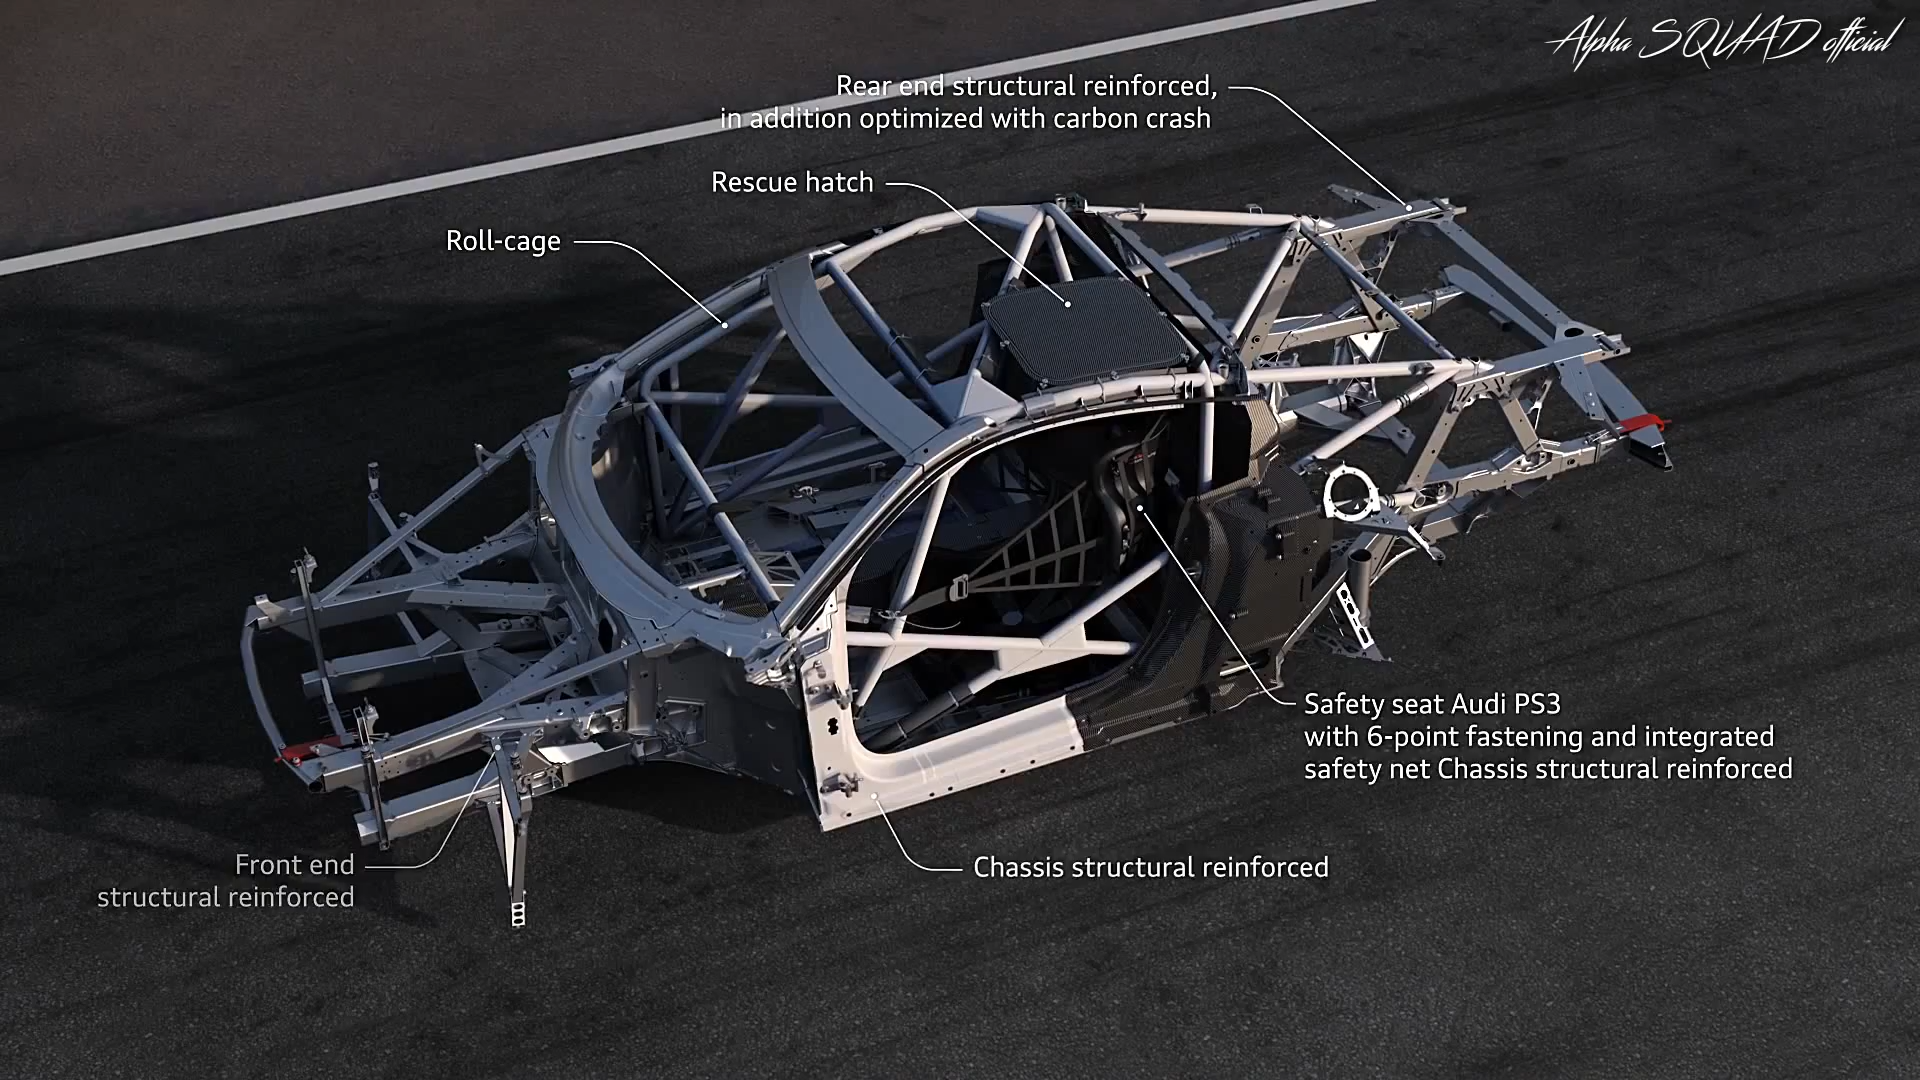 Alpha SQUAD official
Rear end structural reinforced,
in addition optimized with carbon crash
Rescue hatch
Roll-cage
Safety seat Audi PS3
with 6-point fastening and integrated
safety net Chassis structural reinforced
Front end
structural reinforced
Chassis structural reinforced